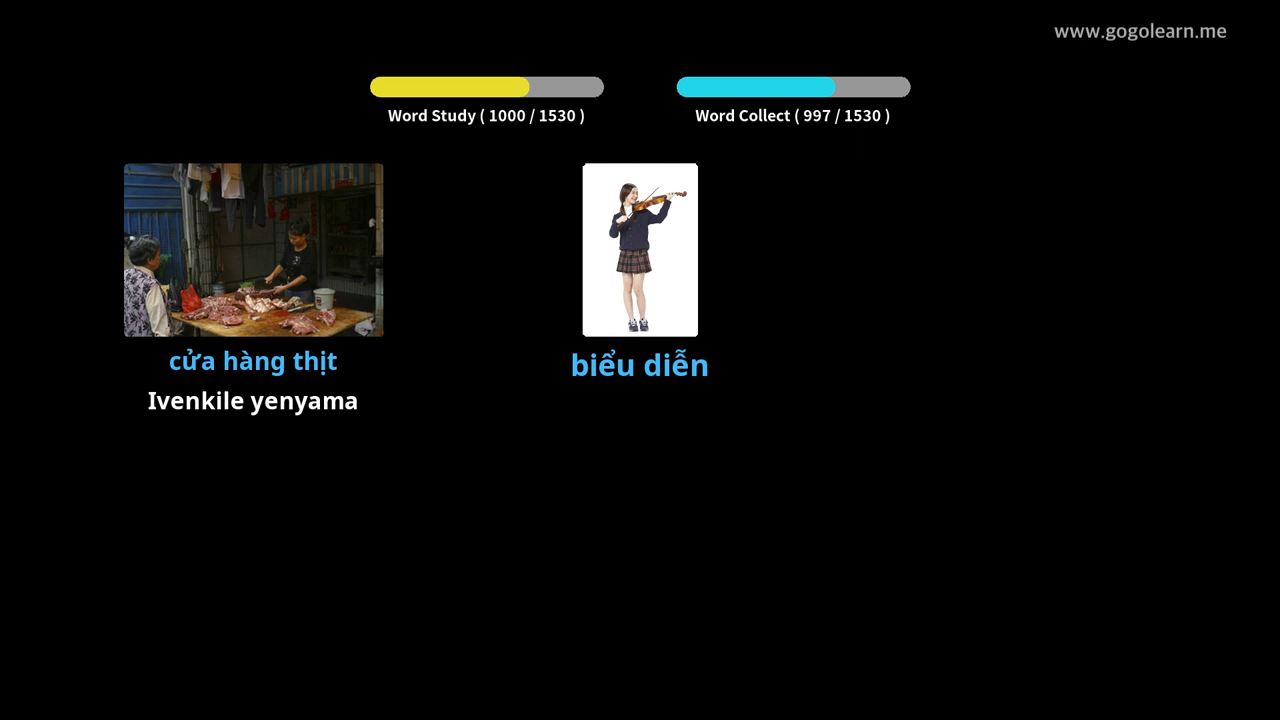 www.gogolearn.me
Word Study ( 1000 / 1530 )
Word Collect ( 997 / 1530 )
cửa hàng thịt
Ivenkile yenyama
biểu diễn